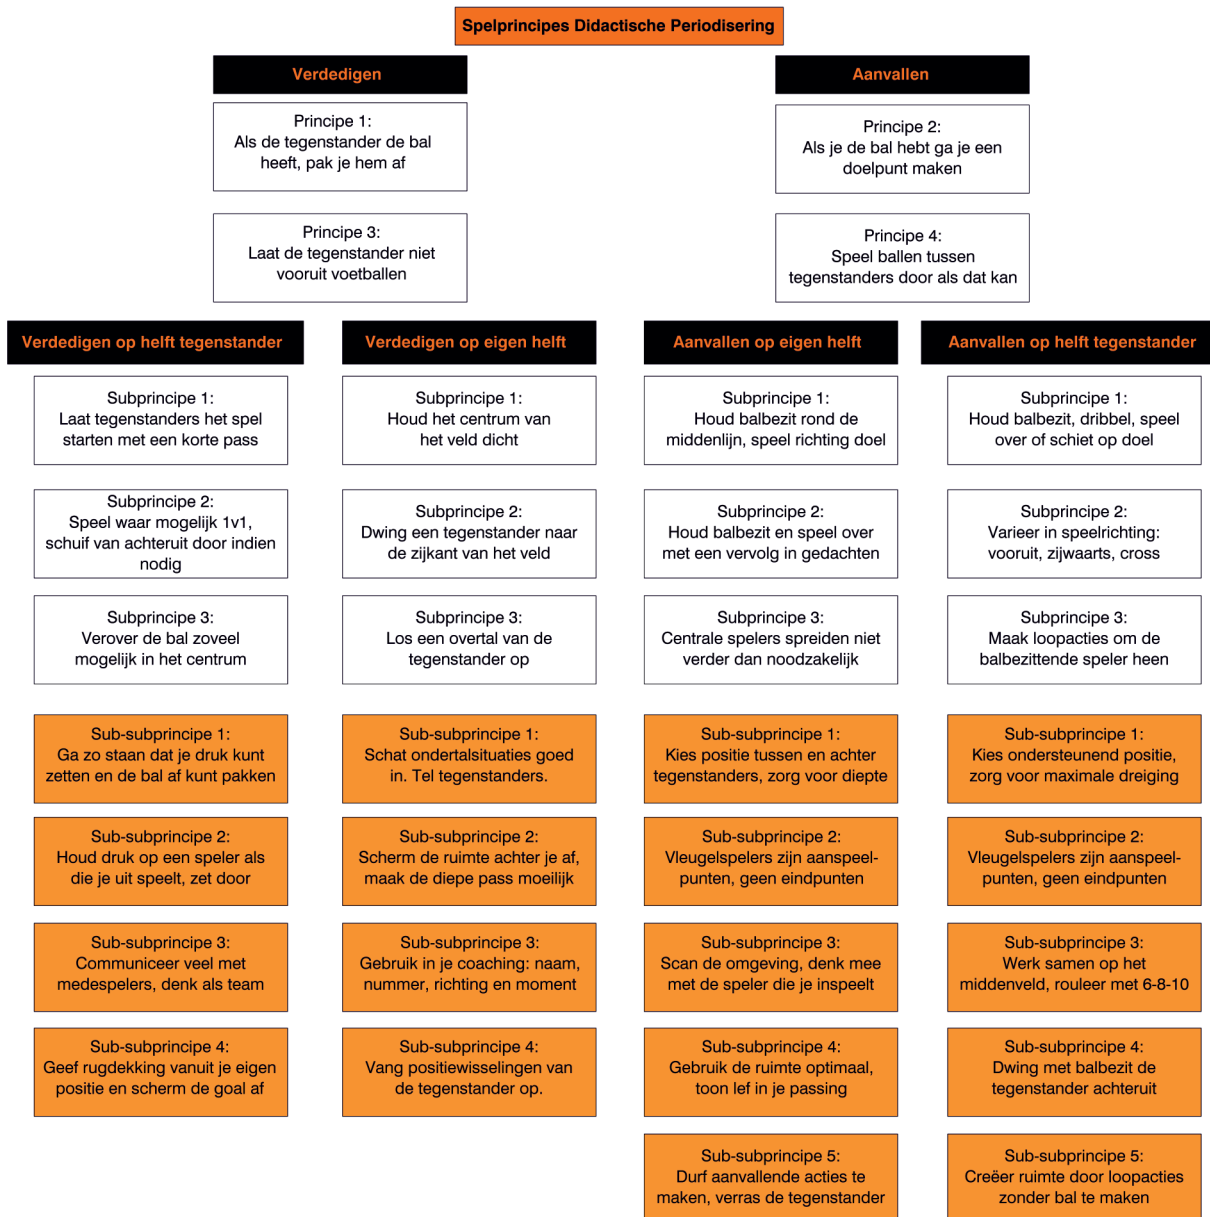 Spelprincipes Didactische Periodisering
Verdedigen
Aanvallen
Principe 1:
Als de tegenstander de bal
heeft, pak je hem af
Principe 2:
Als je de bal hebt ga je een
doelpunt maken
Principe 3:
Laat de tegenstander niet
vooruit voetballen
Principe 4:
Speel ballen tussen
tegenstanders door als dat kan
Verdedigen op helft tegenstander
Verdedigen op eigen helft
Aanvallen op eigen helft
Aanvallen op helft tegenstander
Subprincipe 1:
Laat tegenstanders het spel
starten met een korte pass
Subprincipe 1:
Houd het centrum van
het veld dicht
Subprincipe 1:
Houd balbezit rond de
middenlijn, speel richting doel
Subprincipe 1:
Houd balbezit, dribbel, speel
over of schiet op doel
Subprincipe 2:
Speel waar mogelijk 1v1,
schuif van achteruit door indien
nodig
Subprincipe 2:
Dwing een tegenstander naar
de zijkant van het veld
Subprincipe 2:
Houd balbezit en speel over
met een vervolg in gedachten
Subprincipe 2:
Varieer in speelrichting:
vooruit, zijwaarts, cross
Subprincipe 3:
Verover de bal zoveel
mogelijk in het centrum
Subprincipe 3:
Los een overtal van de
tegenstander op
Subprincipe 3:
Centrale spelers spreiden niet
verder dan noodzakelijk
Subprincipe 3:
Maak loopacties om de
balbezittende speler heen
Sub-subprincipe 1:
Ga zo staan dat je druk kunt
zetten en de bal af kunt pakken
Sub-subprincipe 1:
Schat ondertalsituaties goed
in. Tel tegenstanders.
Sub-subprincipe 1:
Kies positie tussen en achter
tegenstanders, zorg voor diepte
Sub-subprincipe 1:
Kies ondersteunend positie,
zorg voor maximale dreiging
Sub-subprincipe 2:
Houd druk op een speler als
die je uit speelt, zet door
Sub-subprincipe 2:
Scherm de ruimte achter je af,
maak de diepe pass moeilijk
Sub-subprincipe 2:
Vleugelspelers zijn aanspeel-
punten, geen eindpunten
Sub-subprincipe 2:
Vleugelspelers zijn aanspeel-
punten, geen eindpunten
Sub-subprincipe 3:
Communiceer veel met
medespelers, denk als team
Sub-subprincipe 3:
Gebruik in je coaching: naam,
nummer, richting en moment
Sub-subprincipe 3:
Scan de omgeving, denk mee
met de speler die je inspeelt
Sub-subprincipe 3:
Werk samen op het
middenveld, rouleer met 6-8-10
Sub-subprincipe 4:
Geef rugdekking vanuit je eigen
positie en scherm de goal af
Sub-subprincipe 4:
Vang positiewisselingen van
de tegenstander op.
Sub-subprincipe 4:
Gebruik de ruimte optimaal,
toon lef in je passing
Sub-subprincipe 4:
Dwing met balbezit de
tegenstander achteruit
Sub-subprincipe 5:
Durf aanvallende acties te
maken, verras de tegenstander
Sub-subprincipe 5:
Creëer ruimte door loopacties
zonder bal te maken